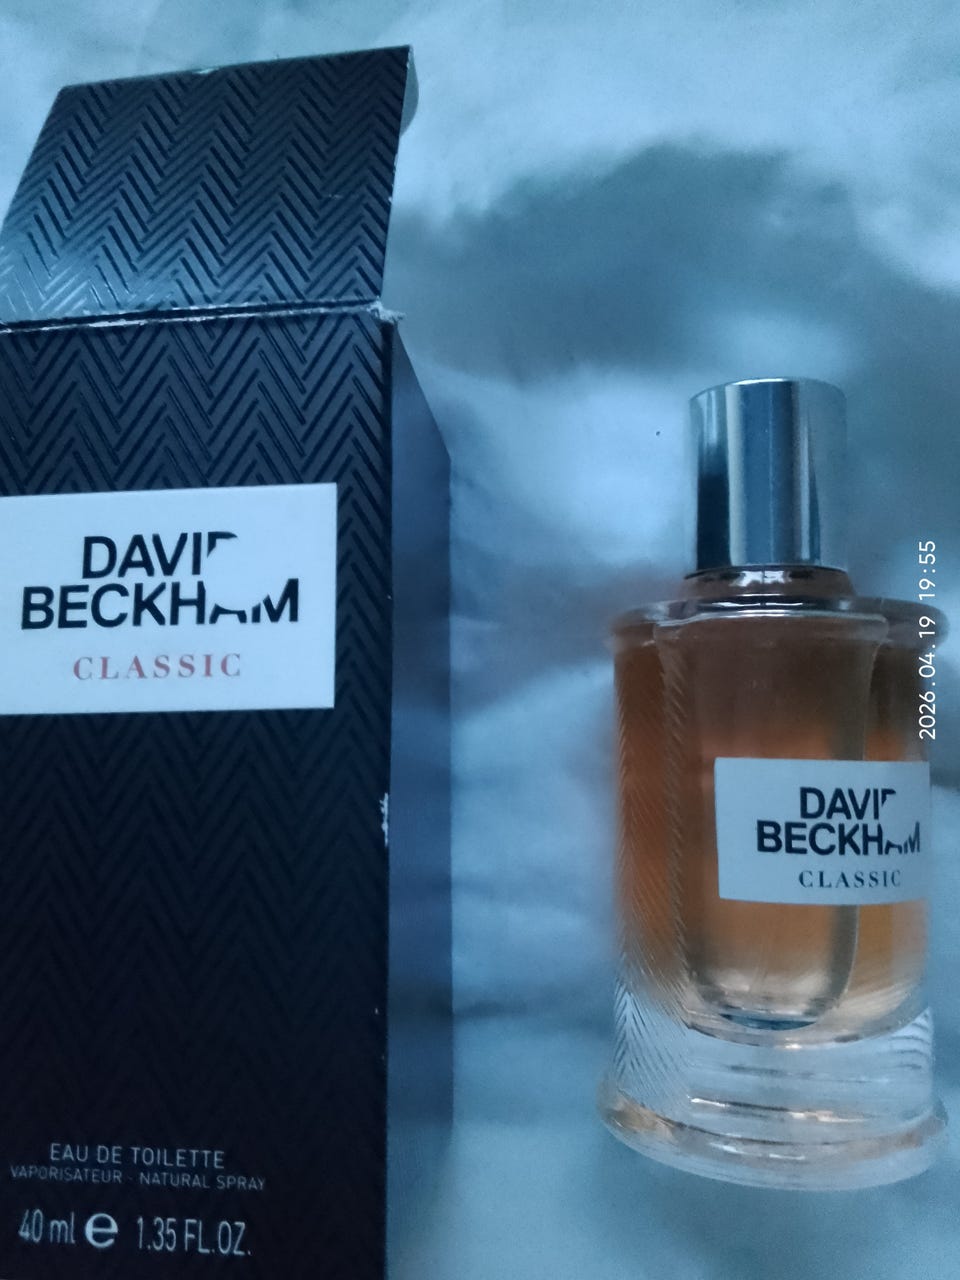 DAVID
BECKHAM
CLASSIC
EAU DE TOILETTE
VAPORISATEUR - NATURAL SPRAY
40 ml e 1.35 FL.OZ.
DAVID
BECKHAM
CLASSIC
2026.04.19 19:55